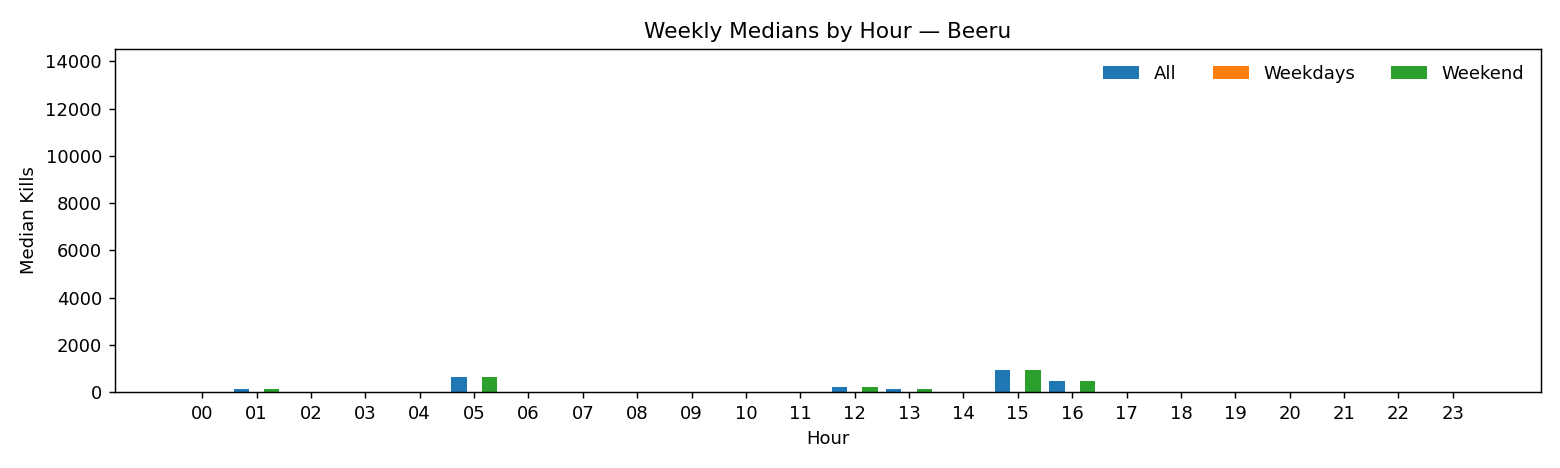 Weekly Medians by Hour — Beeru
All Weekdays Weekend
Median Kills
14000
12000
10000
8000
6000
4000
2000
0
00 01 02 03 04 05 06 07 08 09 10 11 12 13 14 15 16 17 18 19 20 21 22 23
Hour